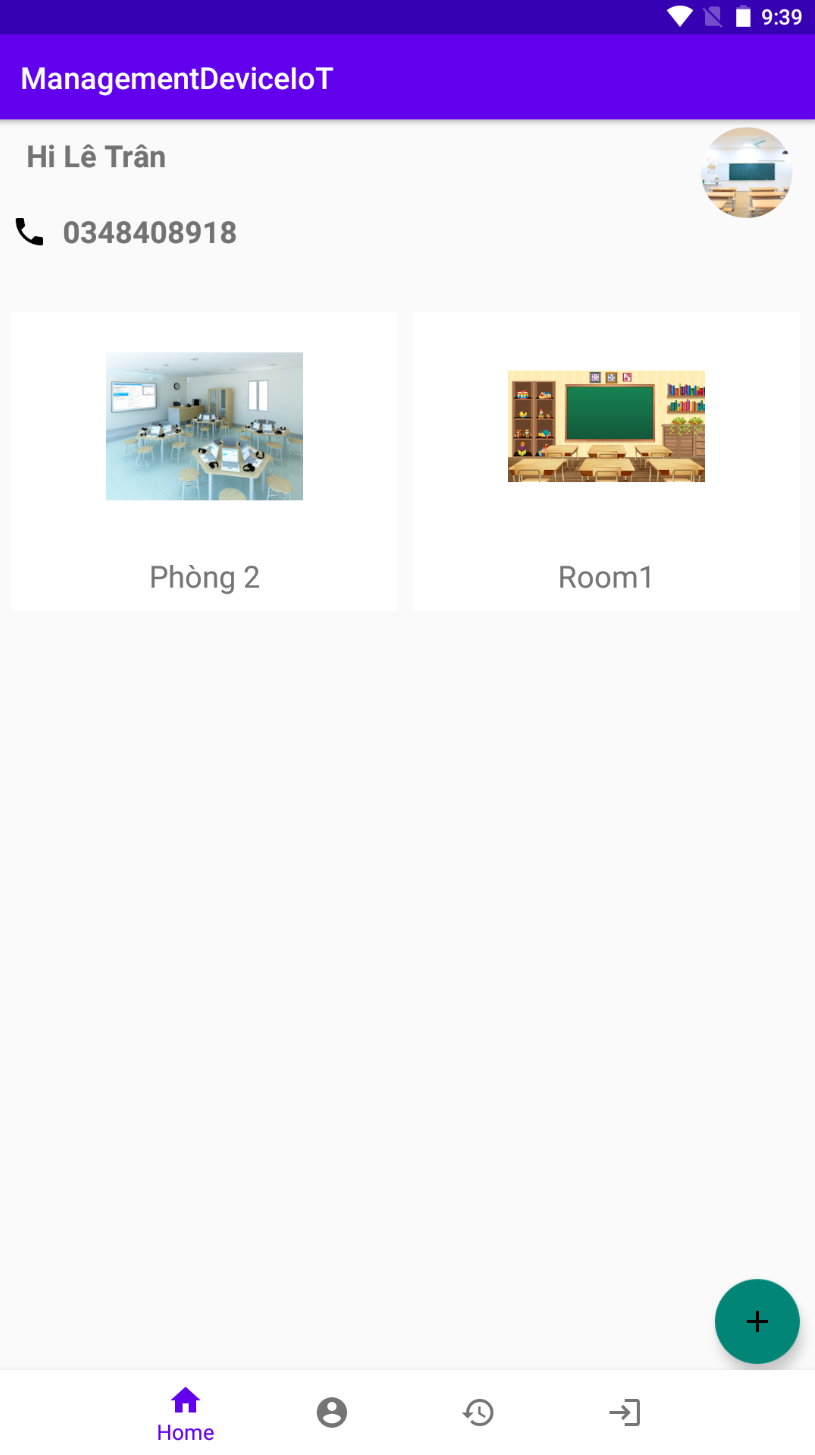 9:39
ManagementDeviceIoT
Hi Lê Trân
0348408918
Phòng 2
Room1
Home